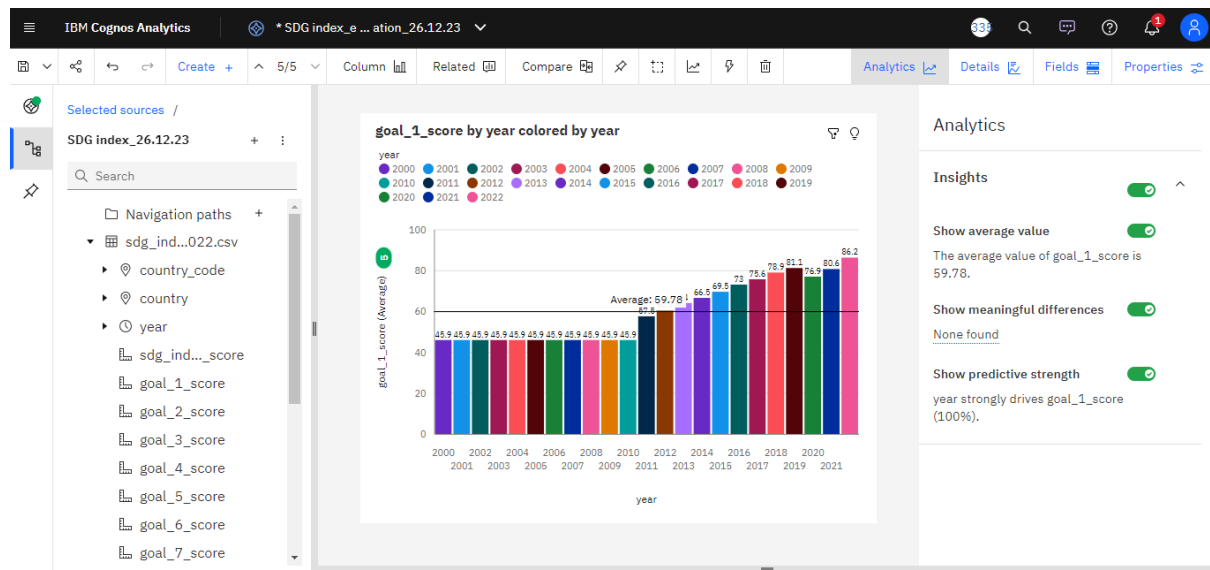 IBM Cognos Analytics
* SDG index_e ... ation_26.12.23
335
1
5/5
Create +
Column
Related
Compare
Analytics
Details
Fields
Properties
Selected sources /
SDG index_26.12.23
Search
Navigation paths +
sdg_ind...022.csv
country_code
country
year
sdg_ind..._score
goal_1_score
goal_2_score
goal_3_score
goal_4_score
goal_5_score
goal_6_score
goal_7_score
goal_1_score by year colored by year
year
2000 2001 2002 2003 2004 2005 2006 2007 2008 2009
2010 2011 2012 2013 2014 2015 2016 2017 2018 2019
2020 2021 2022
goal_1_score (Average)
5
100
80
60
40
20
0
45.9 45.9 45.9 45.9 45.9 45.9 45.9 45.9 45.9 45.9 45.9
57.8
Average: 59.78
66.5
69.5
73
75.6
78.9
81.1
76.9
80.6
86.2
2000 2002 2004 2006 2008 2010 2012 2014 2016 2018 2020
2001 2003 2005 2007 2009 2011 2013 2015 2017 2019 2021
year
Analytics
Insights
Show average value
The average value of goal_1_score is
59.78.
Show meaningful differences
None found
Show predictive strength
year strongly drives goal_1_score
(100%).